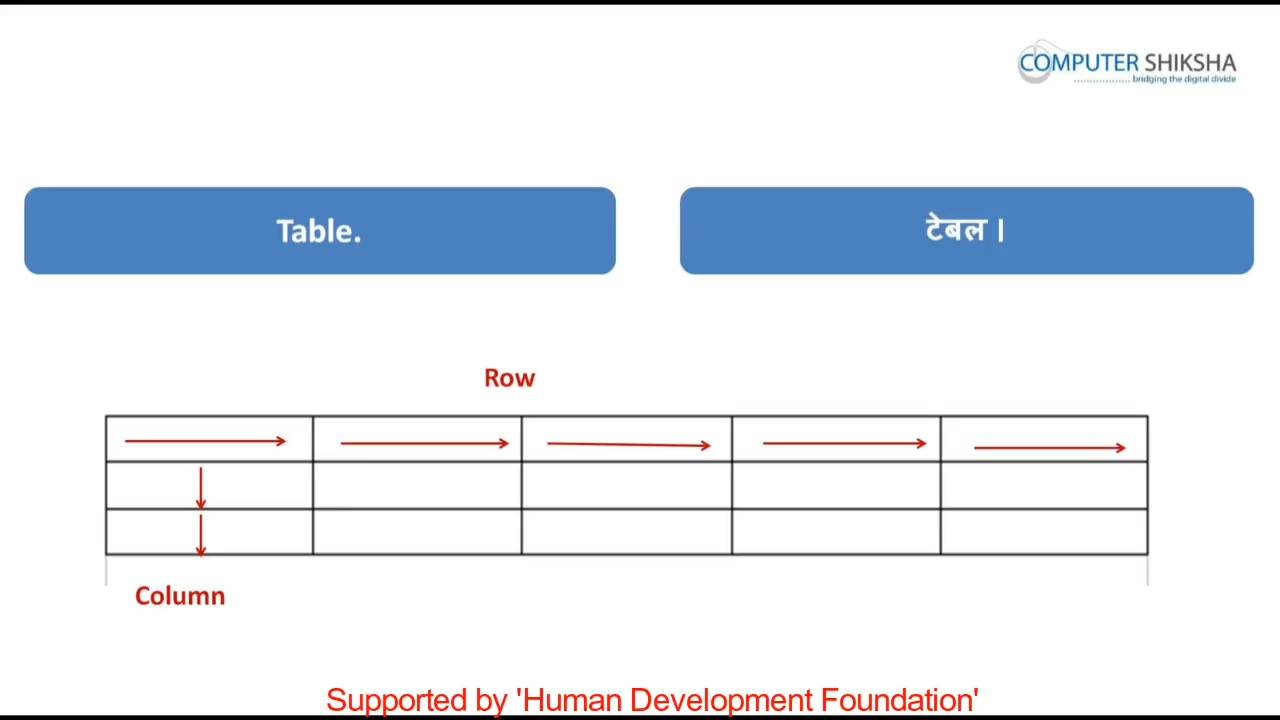 COMPUTER SHIKSHA
bridging the digital divide
Table.
टेबल ।
Row
Column
Supported by 'Human Development Foundation'